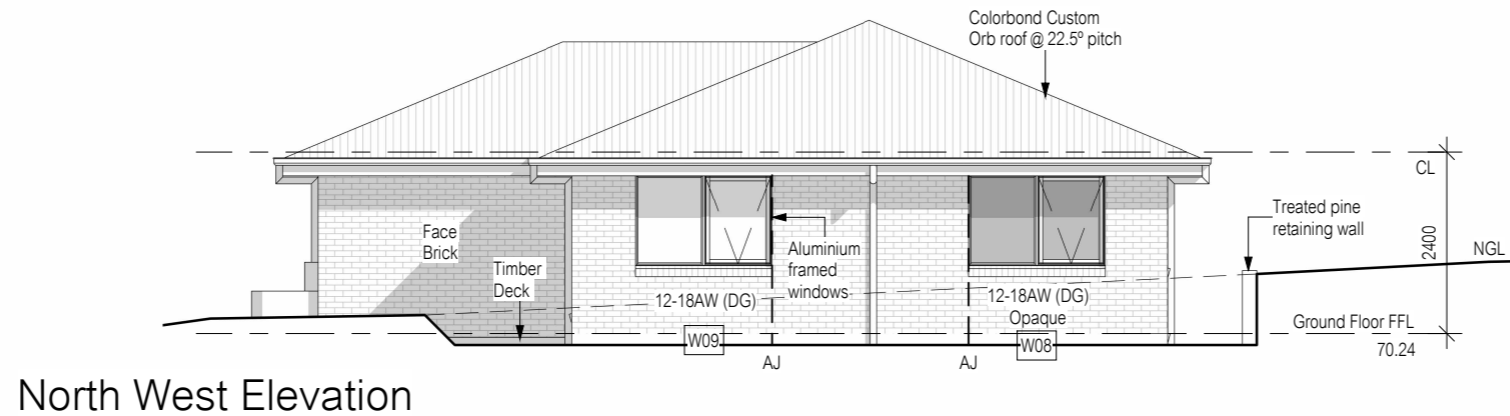 Colorbond Custom
Orb roof @ 22.5º pitch
CL
Treated pine
retaining wall
2400
NGL
Face
Brick
Timber
Deck
Aluminium
framed
windows
12-18AW (DG)
12-18AW (DG)
Opaque
Ground Floor FFL
70.24
W09
W08
AJ
AJ
North West Elevation